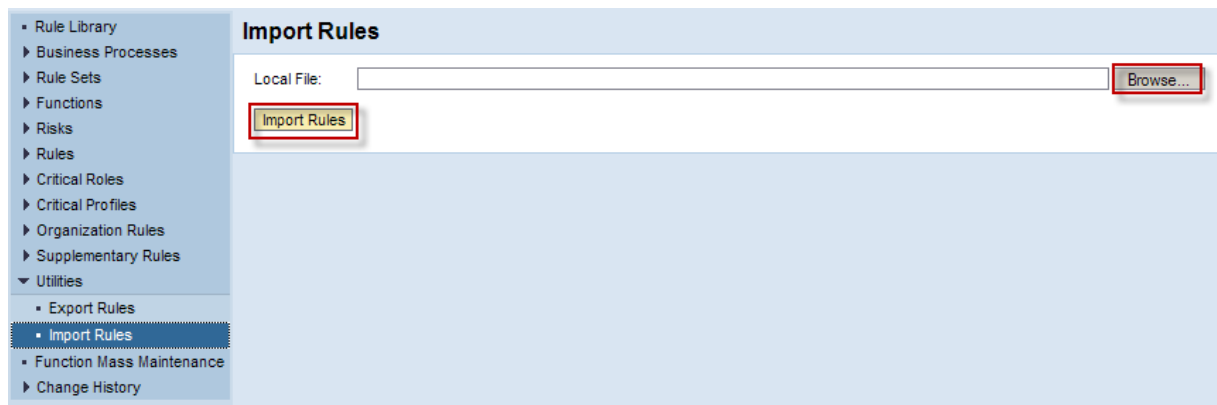 Rule Library
Business Processes
Rule Sets
Functions
Risks
Rules
Critical Roles
Critical Profiles
Organization Rules
Supplementary Rules
Utilities
Export Rules
Import Rules
Function Mass Maintenance
Change History
Import Rules
Local File: Browse...
Import Rules